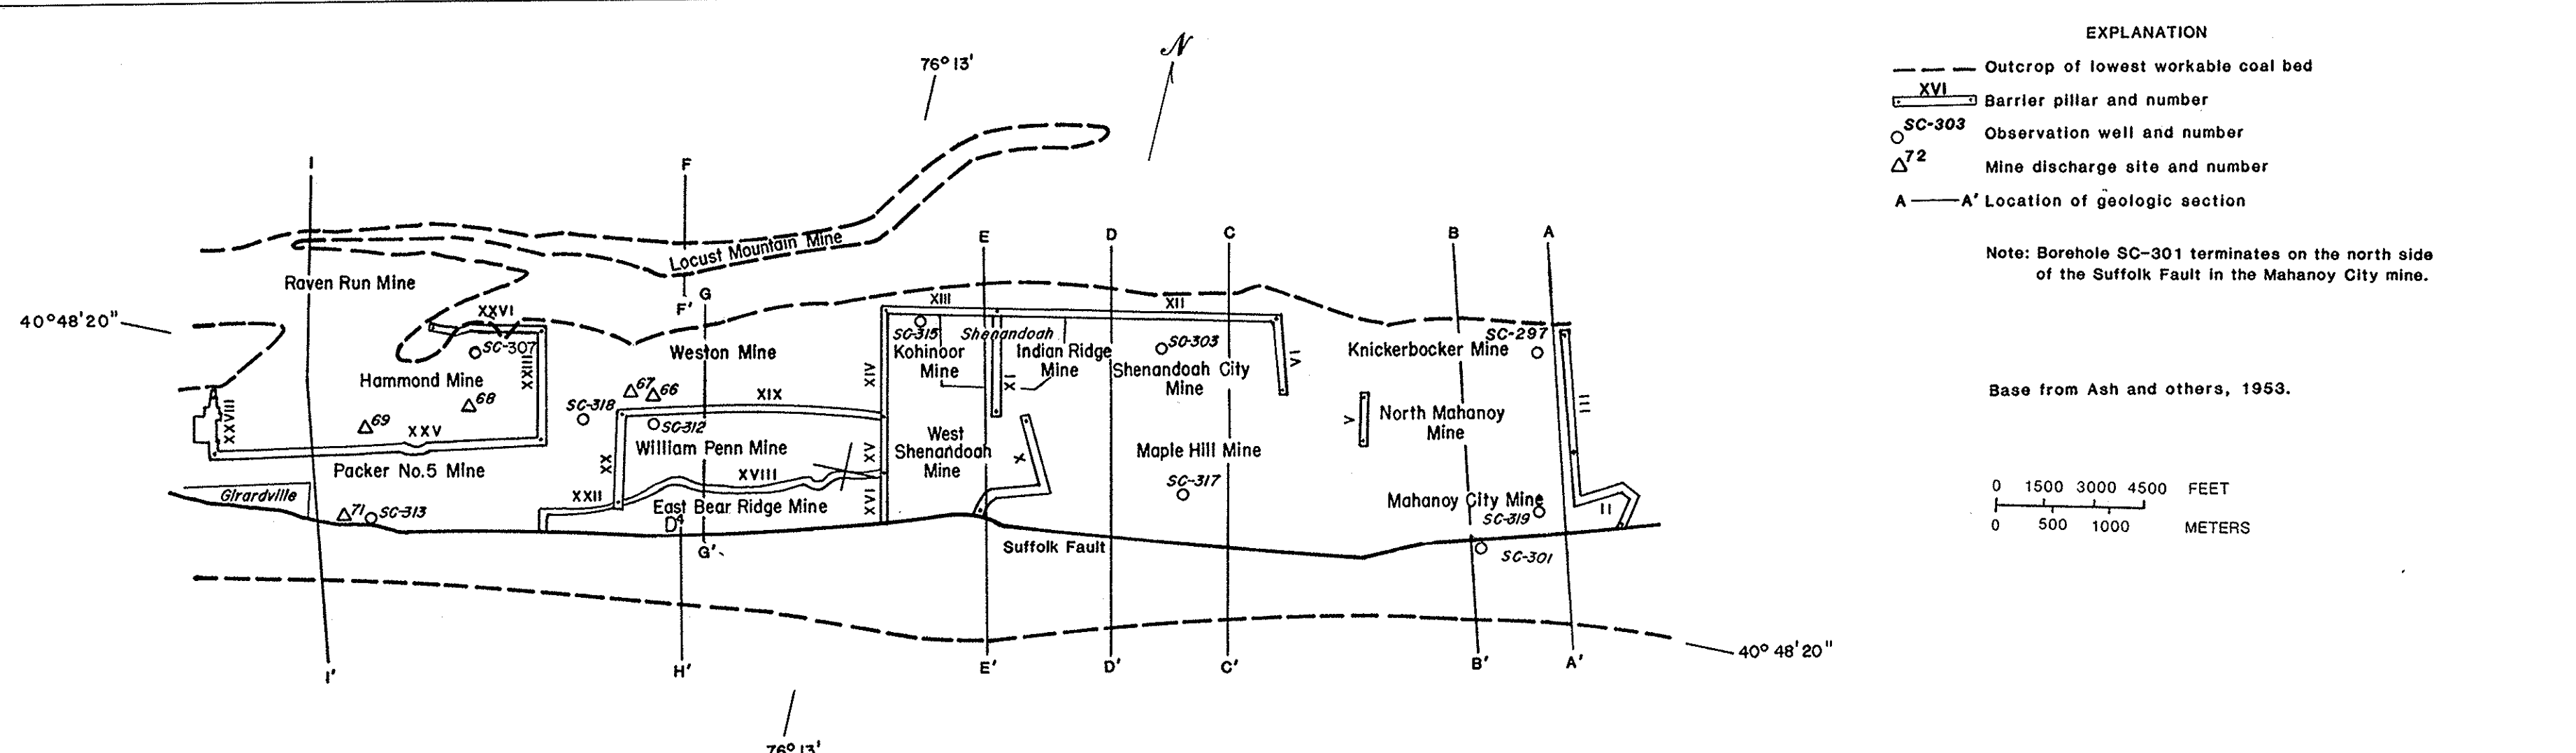 EXPLANATION
Outcrop of lowest workable coal bed
XVI
Barrier pillar and number
SC-303
Observation well and number
72
Mine discharge site and number
A A' Location of geologic section
Note: Borehole SC-301 terminates on the north side
of the Suffolk Fault in the Mahanoy City mine.
Base from Ash and others, 1953.
0 1500 3000 4500 FEET
0 500 1000 METERS
N
76° 13'
I
F
Locust Mountain Mine
E
D
C
B
A
Raven Run Mine
F'
G
40° 48' 20"
XXVI
XIII
XII
SC-307
SC-315
Shenandoah
SC-297
Weston Mine
Kohinoor
Mine
Indian Ridge
Mine
SC-303
Shenandoah City
Mine
VI
Knickerbocker Mine
Hammond Mine
XXIII
XIV
XI
67
66
68
69
XIX
SC-318
SC-312
XXVIII
XXV
V
North Mahanoy
Mine
III
William Penn Mine
West
Shenandoah
Mine
Maple Hill Mine
Packer No.5 Mine
XX
XVIII
XV
X
SC-317
Girardville
XXII
East Bear Ridge Mine
XVI
Mahanoy City Mine
SC-319
II
71
SC-313
G'
Suffolk Fault
SC-301
I'
H'
E'
D'
C'
B'
A'
40° 48' 20"
76° 13'